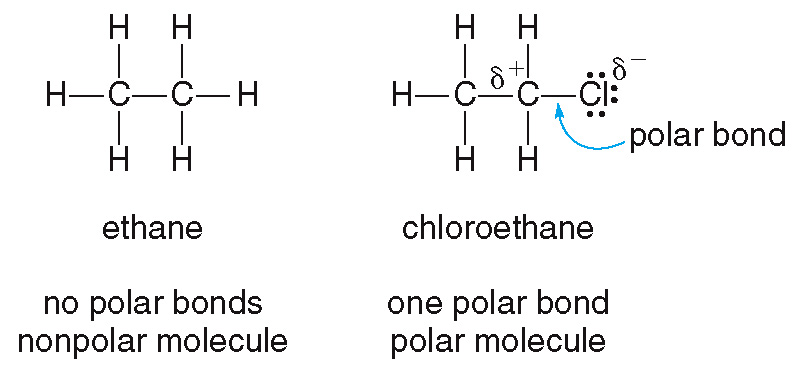 H H
H—C—C—H
H H
ethane
no polar bonds
nonpolar molecule
H H
δ+ δ−
H—C—C—Cl
H H
polar bond
chloroethane
one polar bond
polar molecule